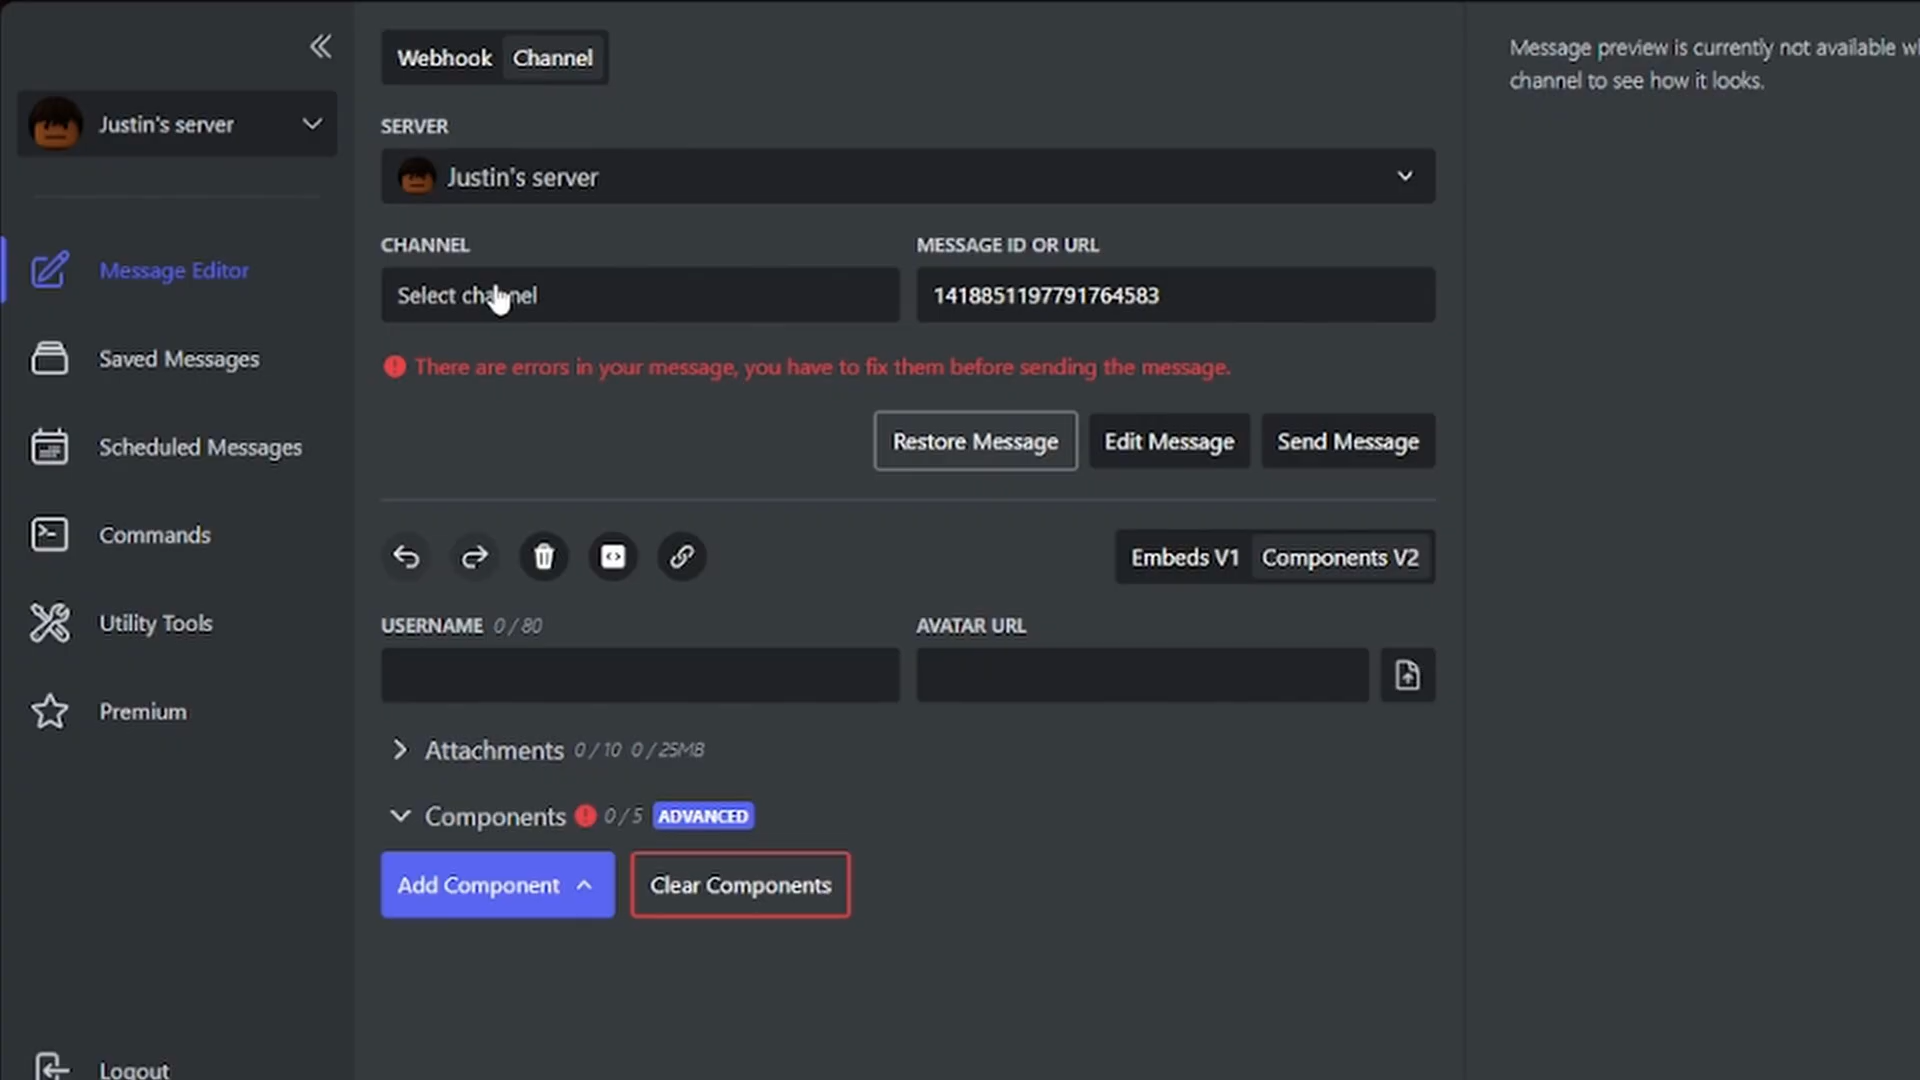 Webhook Channel
Message preview is currently not available
channel to see how it looks.
Justin's server
SERVER
Justin's server
CHANNEL
MESSAGE ID OR URL
Select channel
1418851197791764583
There are errors in your message, you have to fix them before sending the message.
Restore Message
Edit Message
Send Message
Message Editor
Saved Messages
Scheduled Messages
Commands
Utility Tools
Premium
Logout
Embeds V1 Components V2
USERNAME 0 / 80
AVATAR URL
Attachments 0 / 10 0 / 25MB
Components 0 / 5 ADVANCED
Add Component
Clear Components